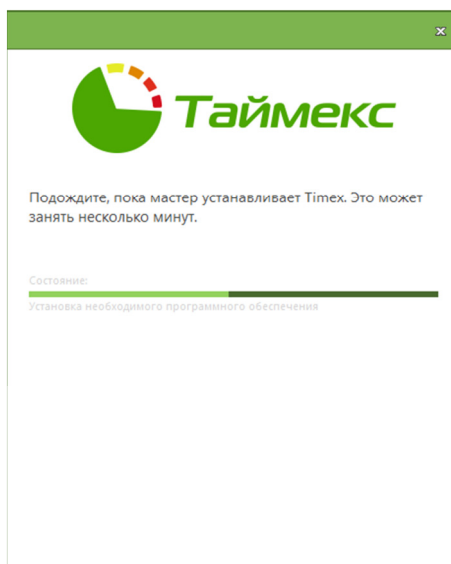 Таймекс
Подождите, пока мастер устанавливает Timex. Это может
занять несколько минут.
Состояние:
Установка необходимого программного обеспечения